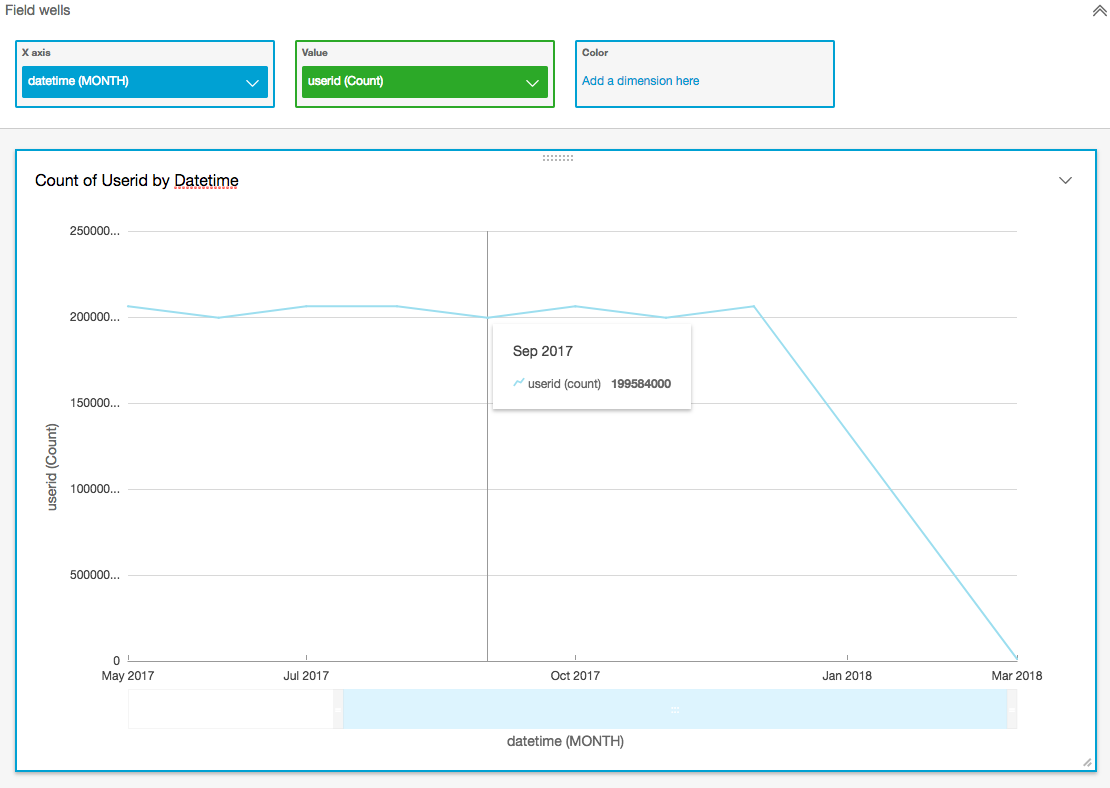 Field wells
X axis
Value
Color
datetime (MONTH)
userid (Count)
Add a dimension here
Count of Userid by Datetime
250000...
200000...
150000...
100000...
500000...
0
userid (Count)
Sep 2017
userid (count) 199584000
May 2017
Jul 2017
Oct 2017
Jan 2018
Mar 2018
datetime (MONTH)